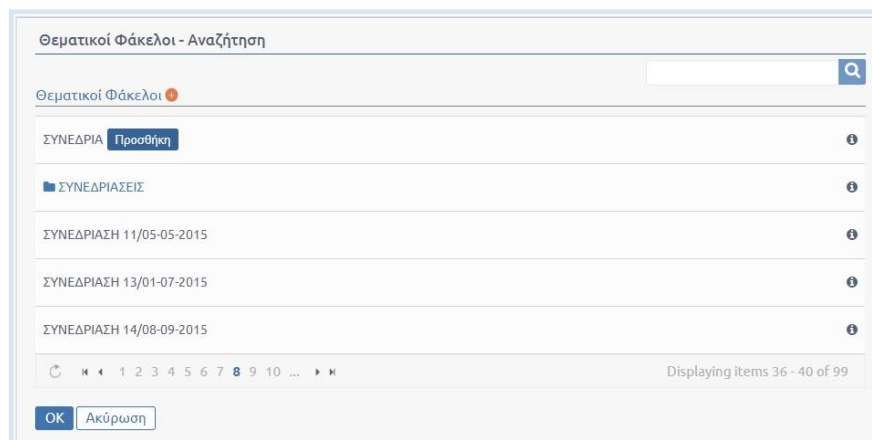 Θεματικοί Φάκελοι - Αναζήτηση
Θεματικοί Φάκελοι
ΣΥΝΕΔΡΙΑ Προσθήκη
ΣΥΝΕΔΡΙΑΣΕΙΣ
ΣΥΝΕΔΡΙΑΣΗ 11/05-05-2015
ΣΥΝΕΔΡΙΑΣΗ 13/01-07-2015
ΣΥΝΕΔΡΙΑΣΗ 14/08-09-2015
1 2 3 4 5 6 7 8 9 10 ... Displaying items 36 - 40 of 99
OK Ακύρωση